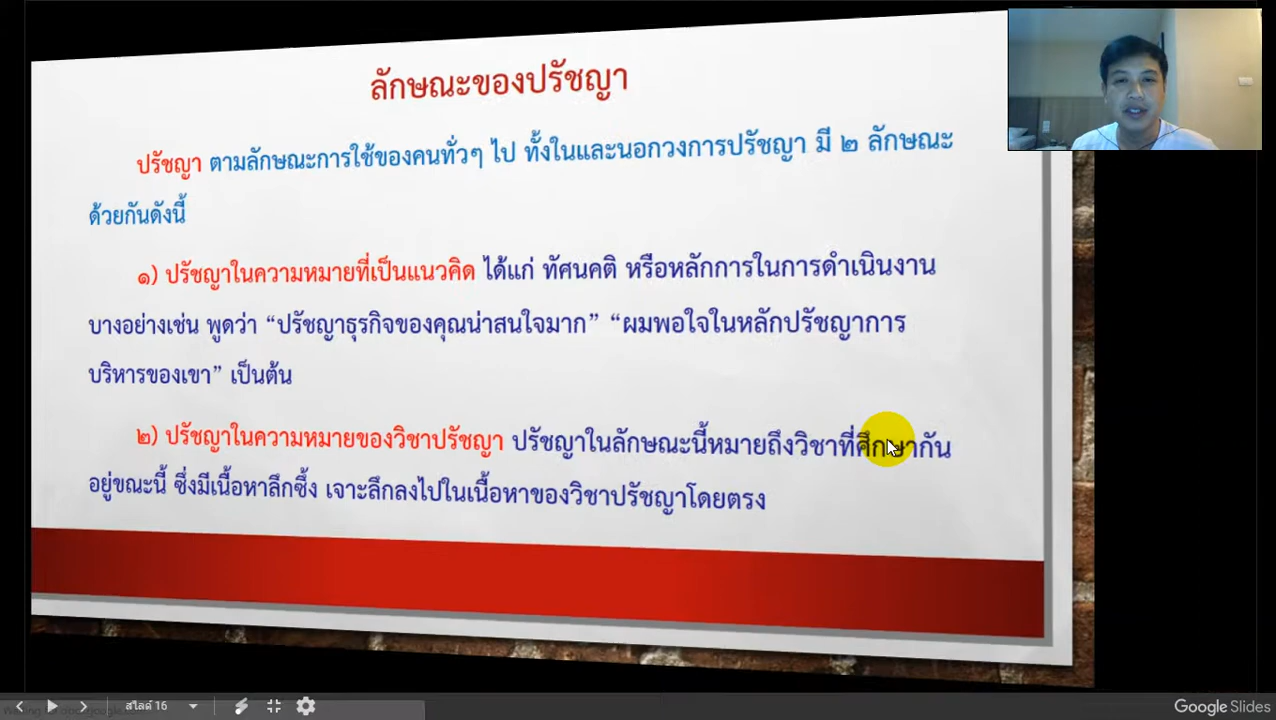 ลักษณะของปรัชญา
ปรัชญา ตามลักษณะการใช้ของคนทั่วๆ ไป ทั้งในและนอกวงการปรัชญา มี ๒ ลักษณะ
ด้วยกันดังนี้
๑) ปรัชญาในความหมายที่เป็นแนวคิด ได้แก่ ทัศนคติ หรือหลักการในการดำเนินงาน
บางอย่างเช่น พูดว่า “ปรัชญาธุรกิจของคุณน่าสนใจมาก” “ผมพอใจในหลักปรัชญาการ
บริหารของเขา” เป็นต้น
๒) ปรัชญาในความหมายของวิชาปรัชญา ปรัชญาในลักษณะนี้หมายถึงวิชาที่ศึกษากัน
อยู่ขณะนี้ ซึ่งมีเนื้อหาลึกซึ้ง เจาะลึกลงไปในเนื้อหาของวิชาปรัชญาโดยตรง
สไลด์ 16
Google Slides